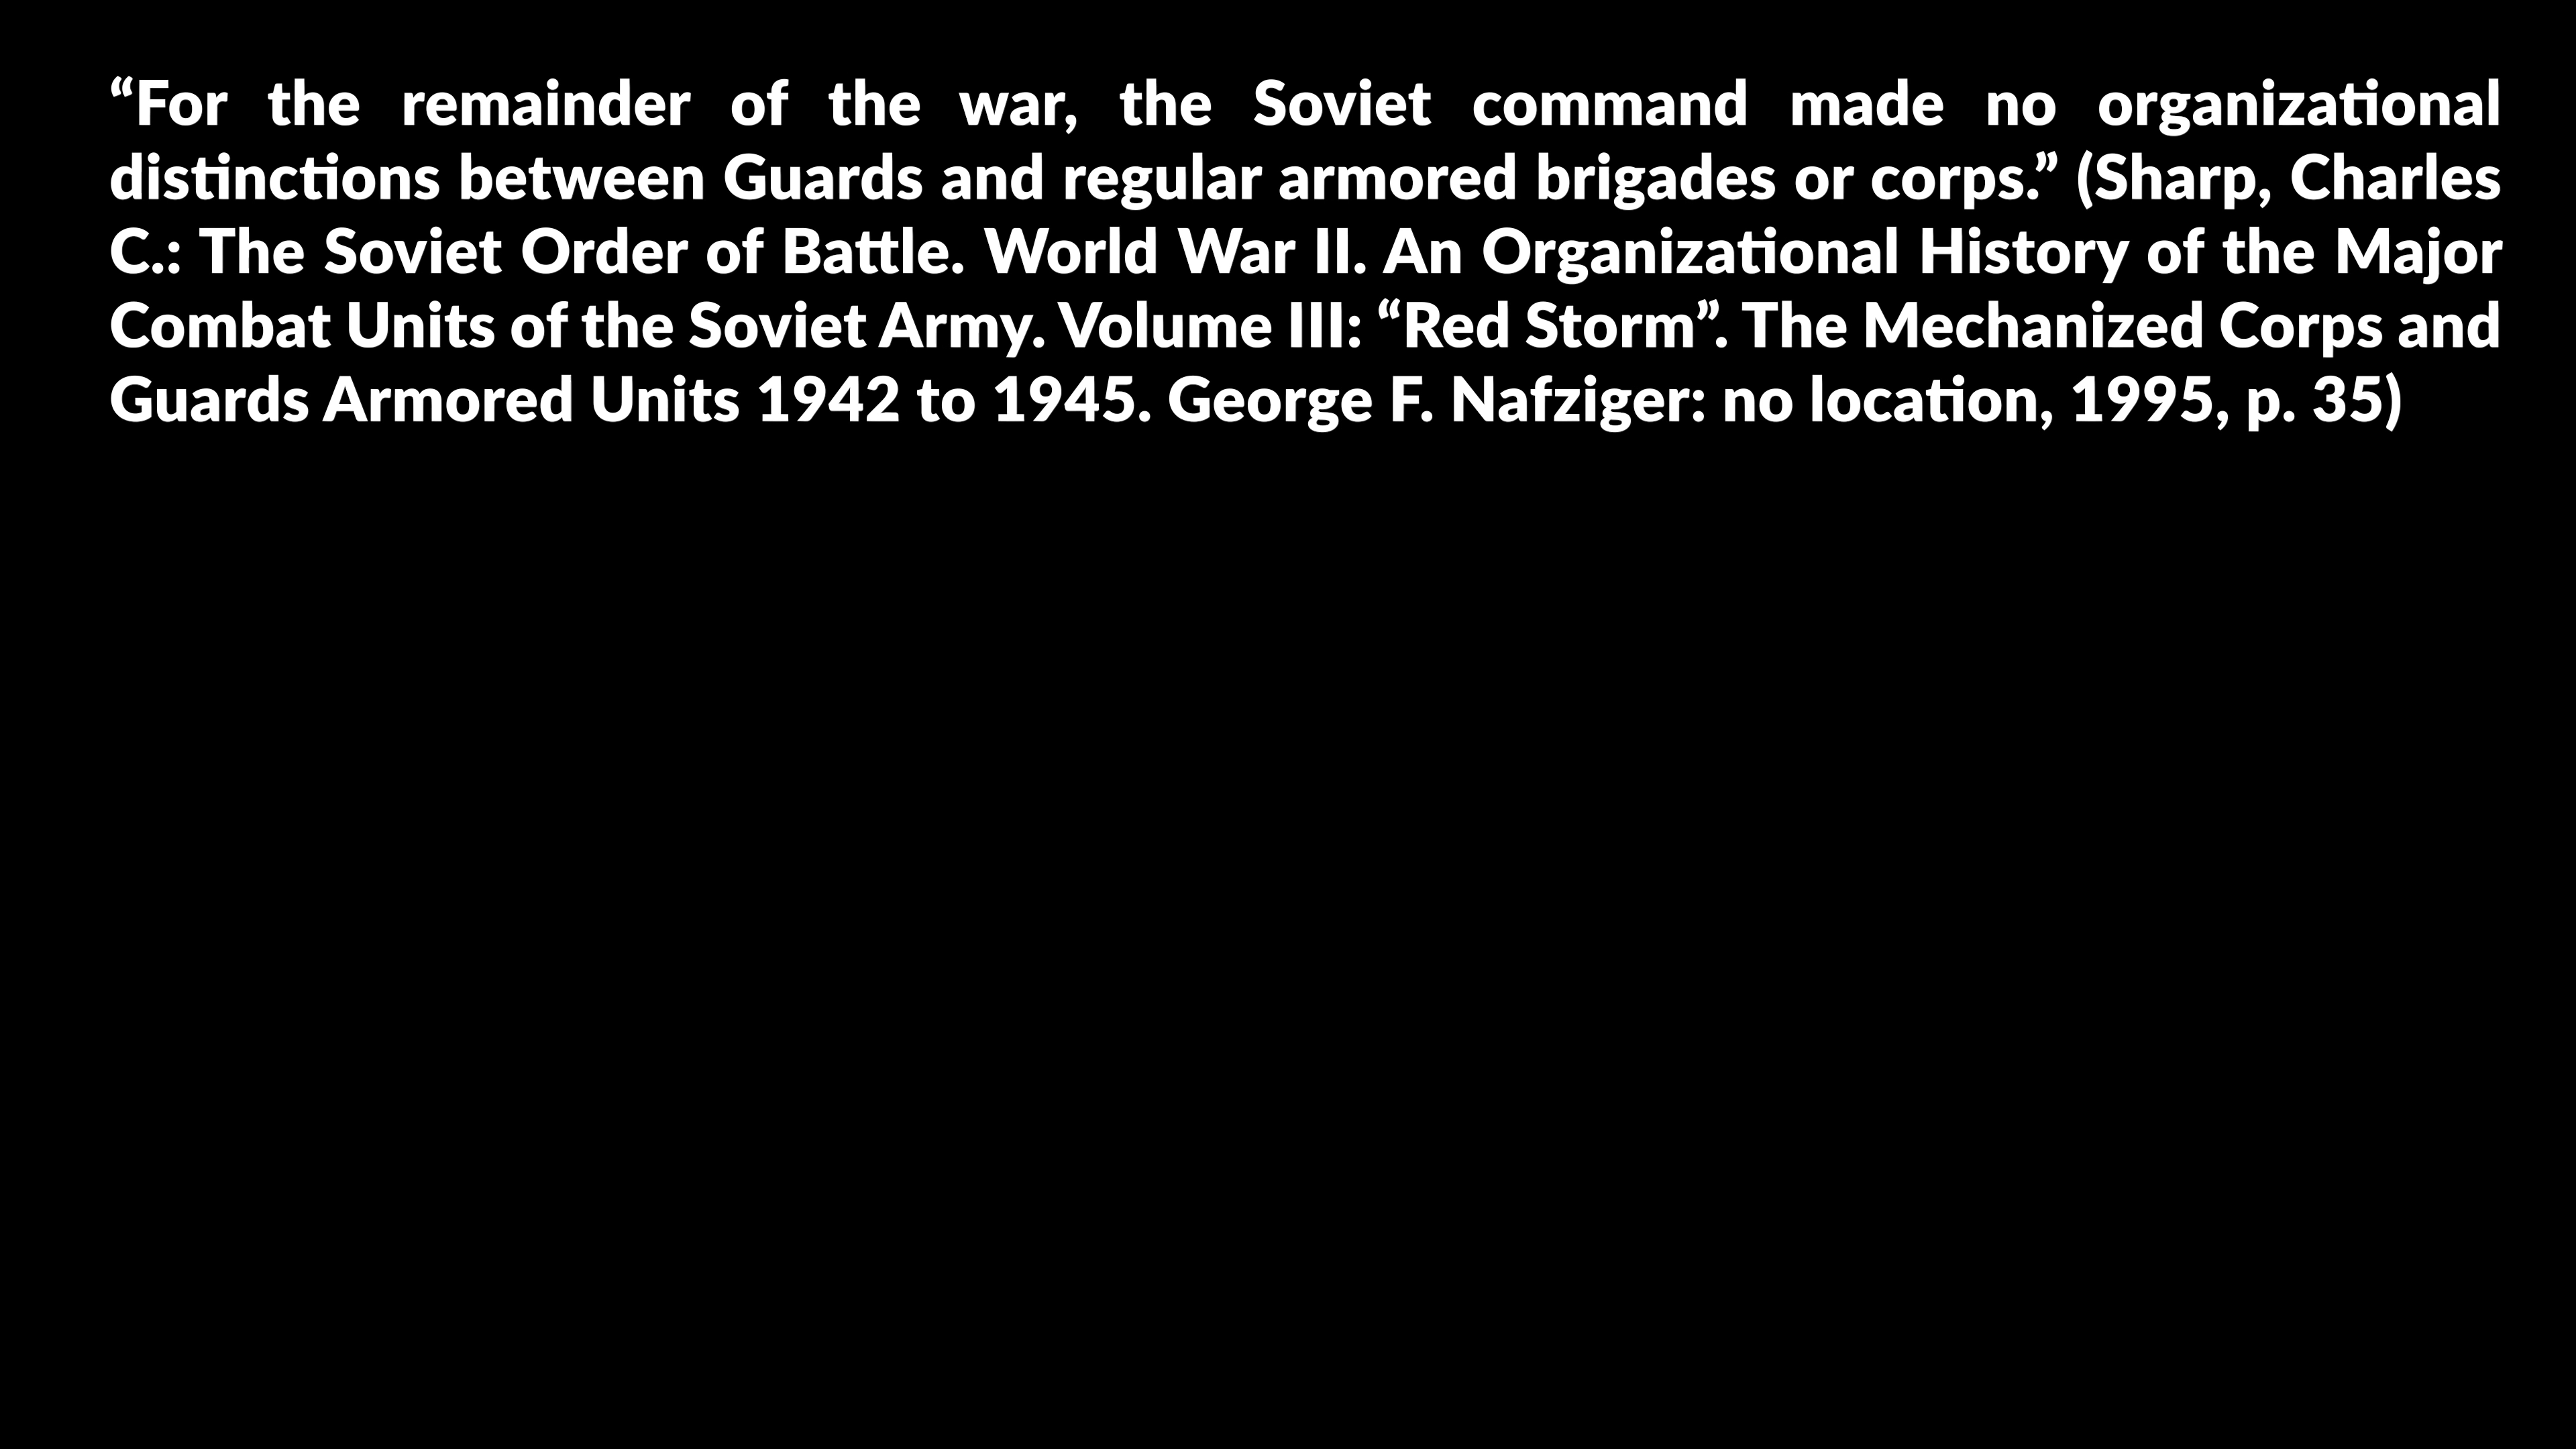 “For the remainder of the war, the Soviet command made no organizational
distinctions between Guards and regular armored brigades or corps.” (Sharp, Charles
C.: The Soviet Order of Battle. World War II. An Organizational History of the Major
Combat Units of the Soviet Army. Volume III: “Red Storm”. The Mechanized Corps and
Guards Armored Units 1942 to 1945. George F. Nafziger: no location, 1995, p. 35)